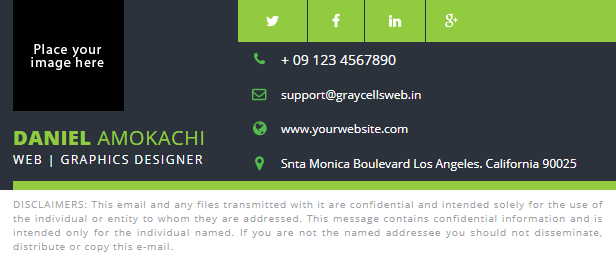 Place your
image here
DANIEL AMOKACHI
WEB | GRAPHICS DESIGNER
+ 09 123 4567890
support@graycellsweb.in
www.yourwebsite.com
Snta Monica Boulevard Los Angeles. California 90025
DISCLAIMERS: This email and any files transmitted with it are confidential and intended solely for the use of
the individual or entity to whom they are addressed. This message contains confidential information and is
intended only for the individual named. If you are not the named addressee you should not disseminate,
distribute or copy this e-mail.